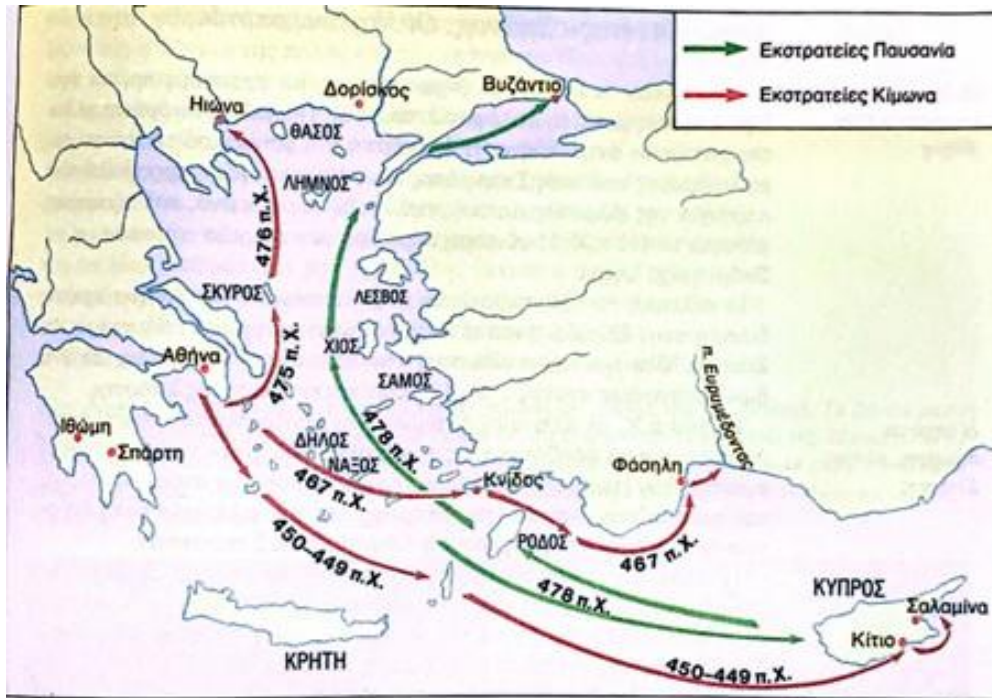 Εκστρατείες Παυσανία
Εκστρατείες Κίμωνα
Βυζάντιο
Δορίσκος
Ηιώνα
ΘΑΣΟΣ
ΛΗΜΝΟΣ
476 π.Χ.
ΣΚΥΡΟΣ
ΛΕΣΒΟΣ
ΧΙΟΣ
Αθήνα
475 π.Χ.
ΣΑΜΟΣ
π. Ευρυμέδοντας
Ιθώμη
Σπάρτη
ΔΗΛΟΣ
ΝΑΞΟΣ
478 π.Χ.
467 π.Χ.
Κνίδος
Φάσηλη
450–449 π.Χ.
ΡΟΔΟΣ
467 π.Χ.
478 π.Χ.
ΚΥΠΡΟΣ
Σαλαμίνα
Κίτιο
ΚΡΗΤΗ
450–449 π.Χ.